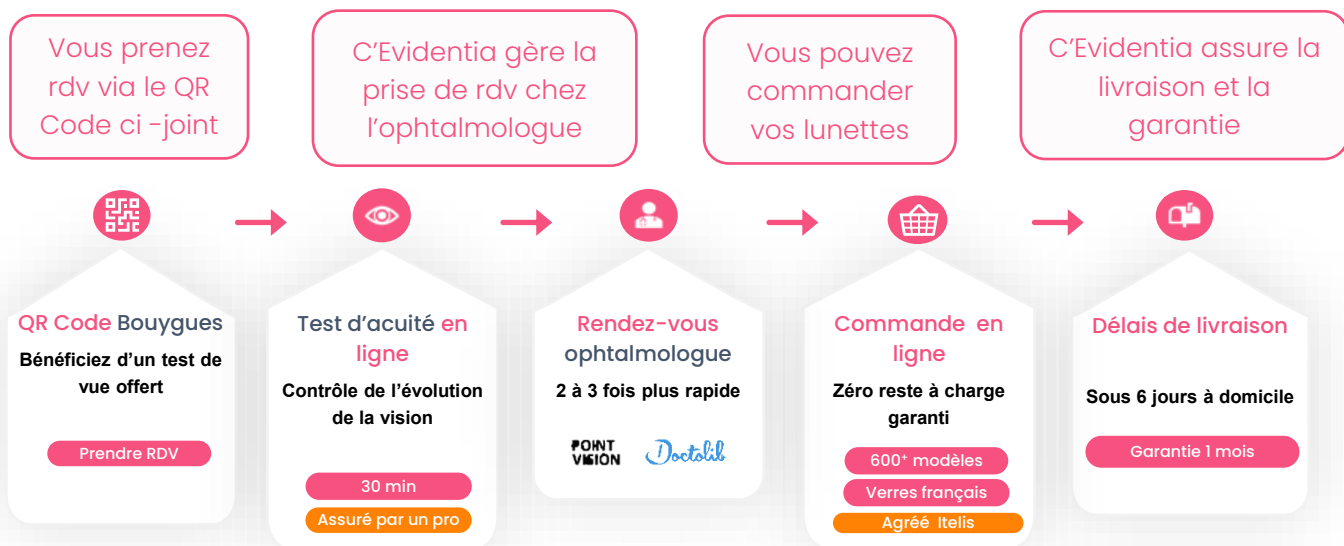 Vous prenez
rdv via le QR
Code ci -joint
C'Evidentia gère la
prise de rdv chez
l'ophtalmologue
Vous pouvez
commander
vos lunettes
C'Evidentia assure la
livraison et la
garantie
QR Code Bouygues
Bénéficiez d'un test de
vue offert
Prendre RDV
Test d'acuité en
ligne
Contrôle de l'évolution
de la vision
30 min
Assuré par un pro
Rendez-vous
ophtalmologue
2 à 3 fois plus rapide
POINT
VISION
Doctolib
Commande en
ligne
Zéro reste à charge
garanti
600⁺ modèles
Verres français
Agréé Itelis
Délais de livraison
Sous 6 jours à domicile
Garantie 1 mois